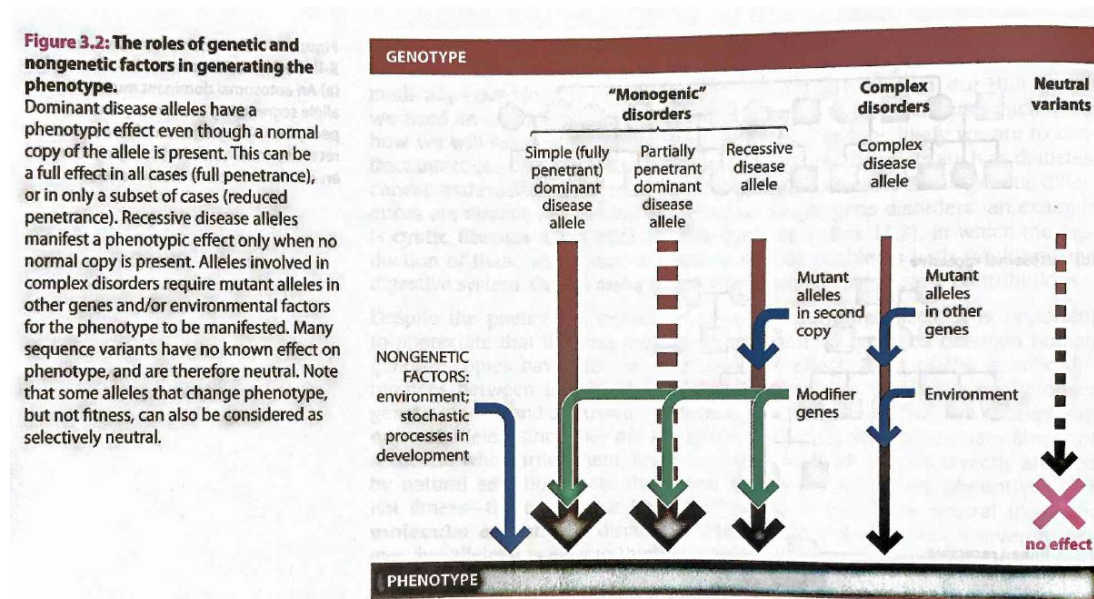 Figure 3.2: The roles of genetic and
nongenetic factors in generating the
phenotype.
Dominant disease alleles have a
phenotypic effect even though a normal
copy of the allele is present. This can be
a full effect in all cases (full penetrance),
or in only a subset of cases (reduced
penetrance). Recessive disease alleles
manifest a phenotypic effect only when no
normal copy is present. Alleles involved in
complex disorders require mutant alleles in
other genes and/or environmental factors
for the phenotype to be manifested. Many
sequence variants have no known effect on
phenotype, and are therefore neutral. Note
that some alleles that change phenotype,
but not fitness, can also be considered as
selectively neutral.
GENOTYPE
"Monogenic"
disorders
Complex
disorders
Neutral
variants
Simple (fully
penetrant)
dominant
disease
allele
Partially
penetrant
dominant
disease
allele
Recessive
disease
allele
Complex
disease
allele
Mutant
alleles
in second
copy
Mutant
alleles
in other
genes
NONGENETIC
FACTORS:
environment;
stochastic
processes in
development
Modifier
genes
Environment
no effect
PHENOTYPE